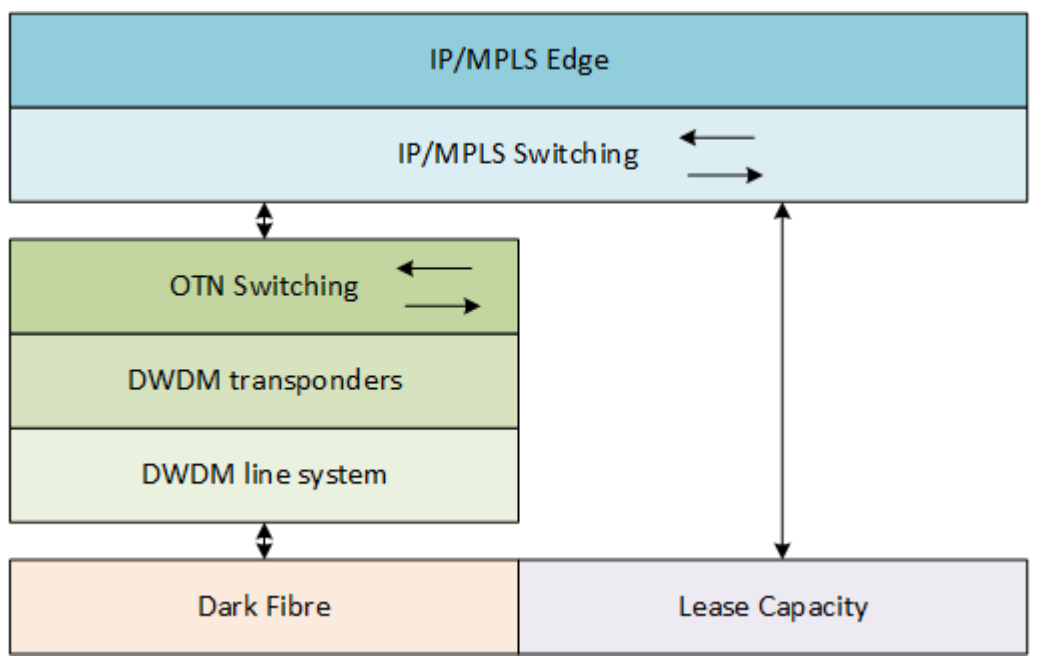 IP/MPLS Edge
IP/MPLS Switching
OTN Switching
DWDM transponders
DWDM line system
Dark Fibre
Lease Capacity